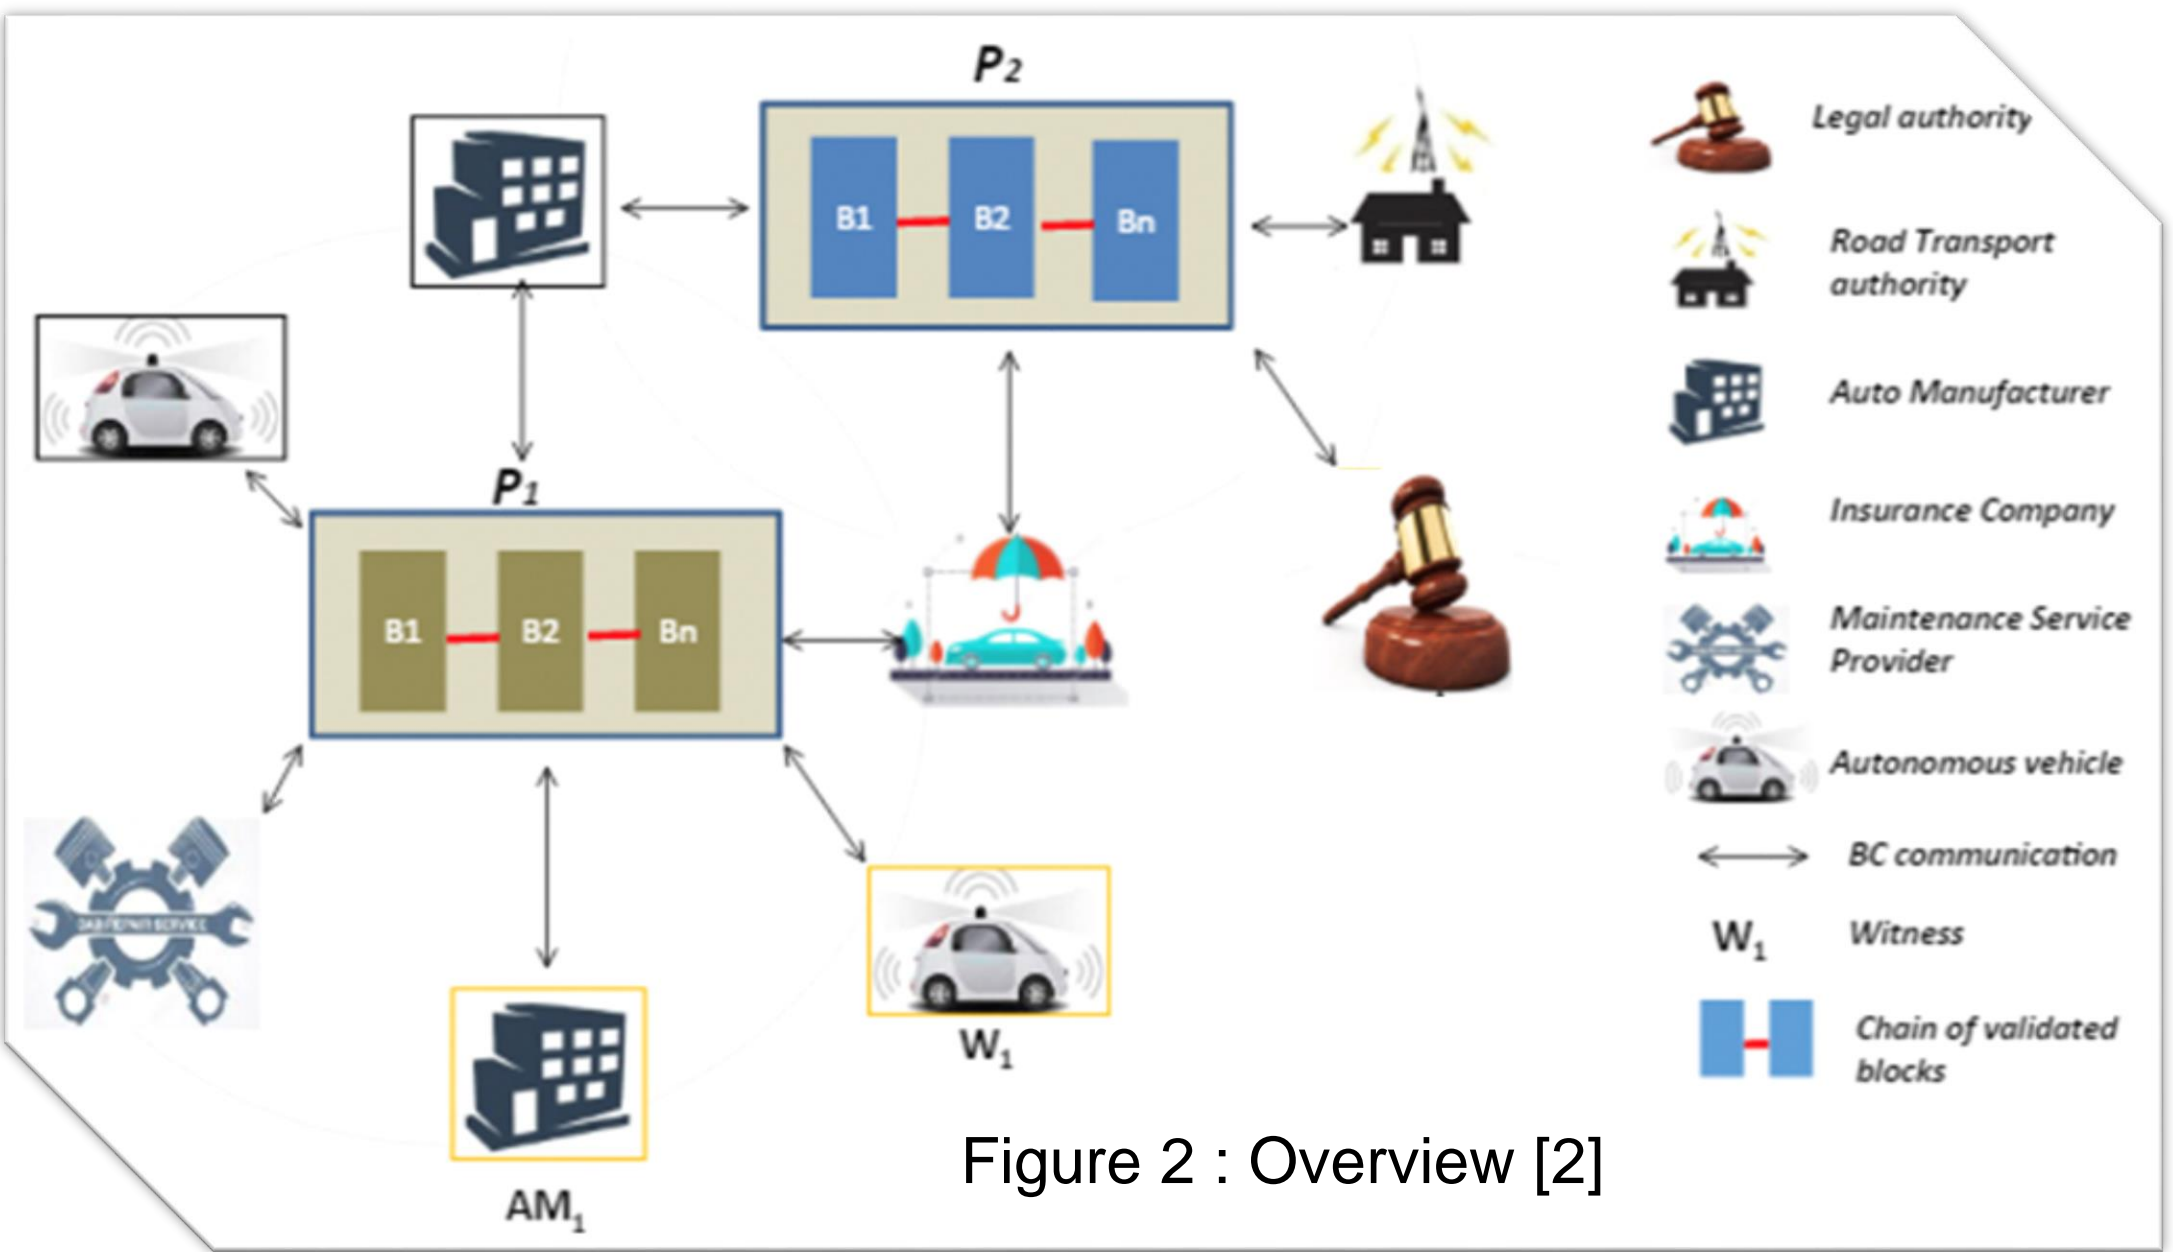 P2
B1
B2
Bn
P1
B1
B2
Bn
W1
AM1
Legal authority
Road Transport
authority
Auto Manufacturer
Insurance Company
Maintenance Service
Provider
Autonomous vehicle
BC communication
W1
Witness
Chain of validated
blocks
Figure 2 : Overview [2]